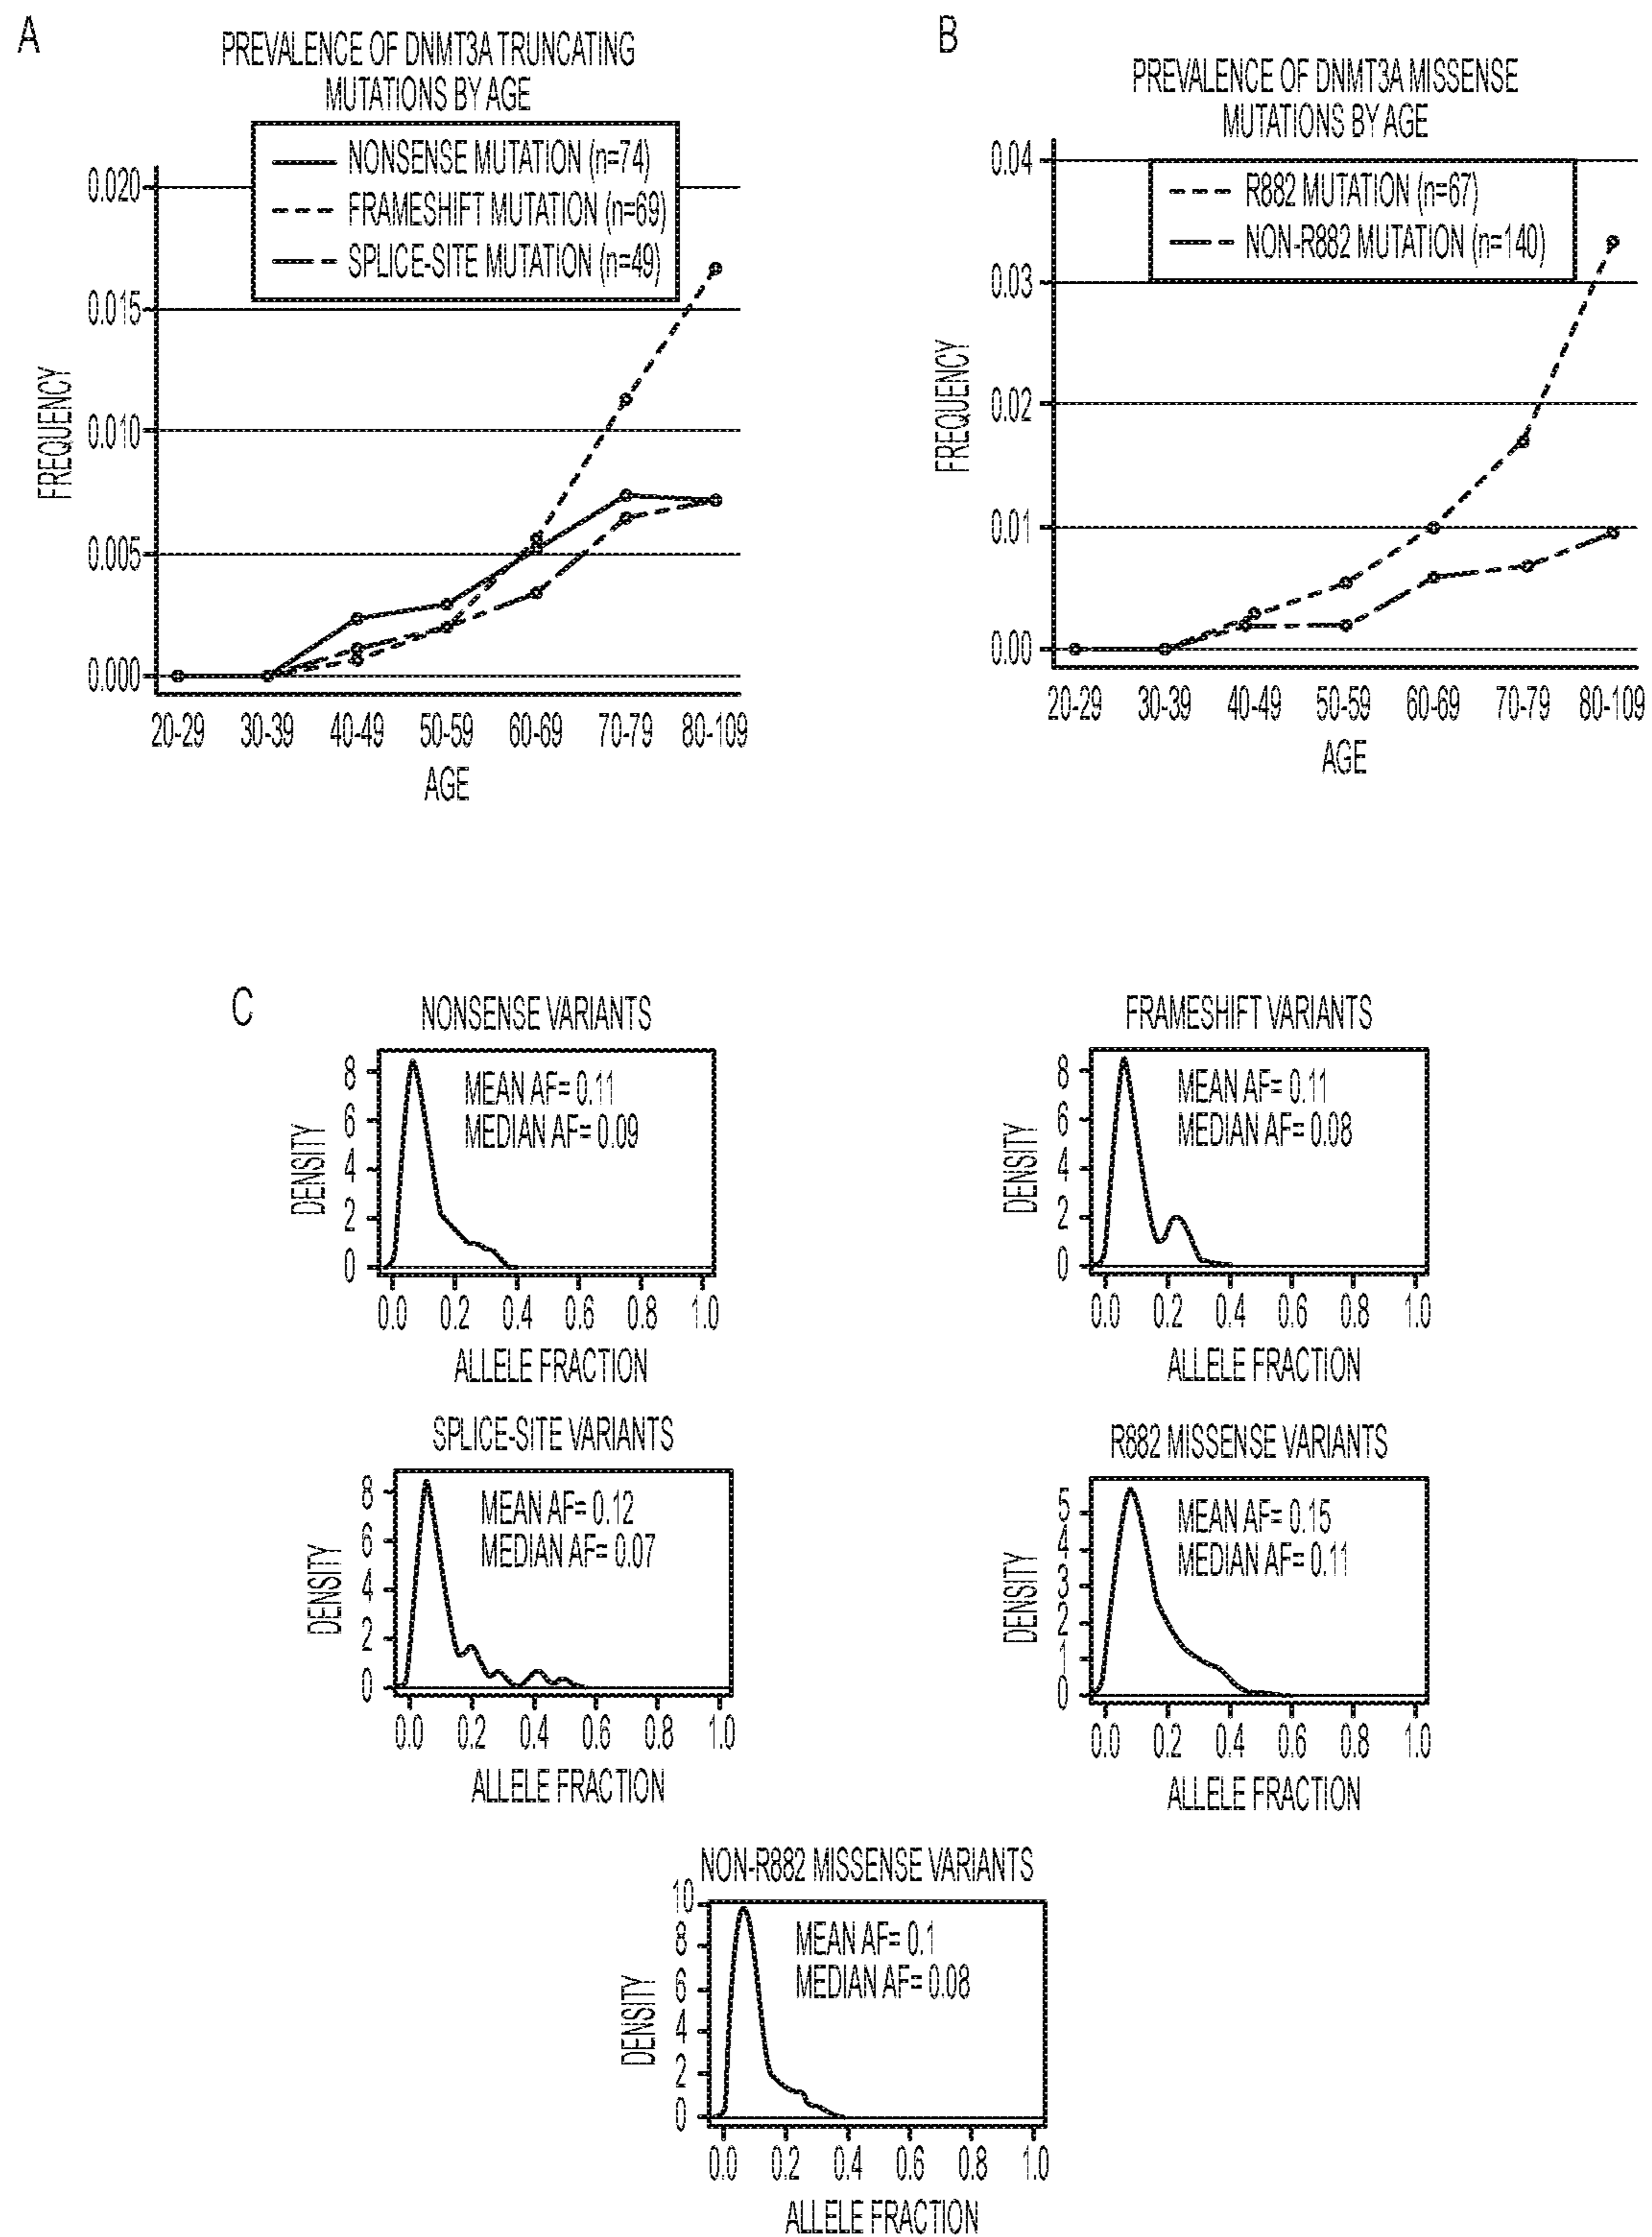 A
PREVALENCE OF DNMT3A TRUNCATING
MUTATIONS BY AGE
NONSENSE MUTATION (n=74)
FRAMESHIFT MUTATION (n=69)
SPLICE-SITE MUTATION (n=49)
0.020
0.015
0.010
0.005
0.000
FREQUENCY
20-29 30-39 40-49 50-59 60-69 70-79 80-109
AGE
B
PREVALENCE OF DNMT3A MISSENSE
MUTATIONS BY AGE
R882 MUTATION (n=67)
NON-R882 MUTATION (n=140)
0.04
0.03
0.02
0.01
0.00
FREQUENCY
20-29 30-39 40-49 50-59 60-69 70-79 80-109
AGE
C
NONSENSE VARIANTS
MEAN AF= 0.11
MEDIAN AF= 0.09
8
6
4
2
0
DENSITY
0.0 0.2 0.4 0.6 0.8 1.0
ALLELE FRACTION
FRAMESHIFT VARIANTS
MEAN AF= 0.11
MEDIAN AF= 0.08
8
6
4
2
0
DENSITY
0.0 0.2 0.4 0.6 0.8 1.0
ALLELE FRACTION
SPLICE-SITE VARIANTS
MEAN AF= 0.12
MEDIAN AF= 0.07
8
6
4
2
0
DENSITY
0.0 0.2 0.4 0.6 0.8 1.0
ALLELE FRACTION
R882 MISSENSE VARIANTS
MEAN AF= 0.15
MEDIAN AF= 0.11
5
4
3
2
1
0
DENSITY
0.0 0.2 0.4 0.6 0.8 1.0
ALLELE FRACTION
NON-R882 MISSENSE VARIANTS
MEAN AF= 0.1
MEDIAN AF= 0.08
10
8
6
4
2
0
DENSITY
0.0 0.2 0.4 0.6 0.8 1.0
ALLELE FRACTION